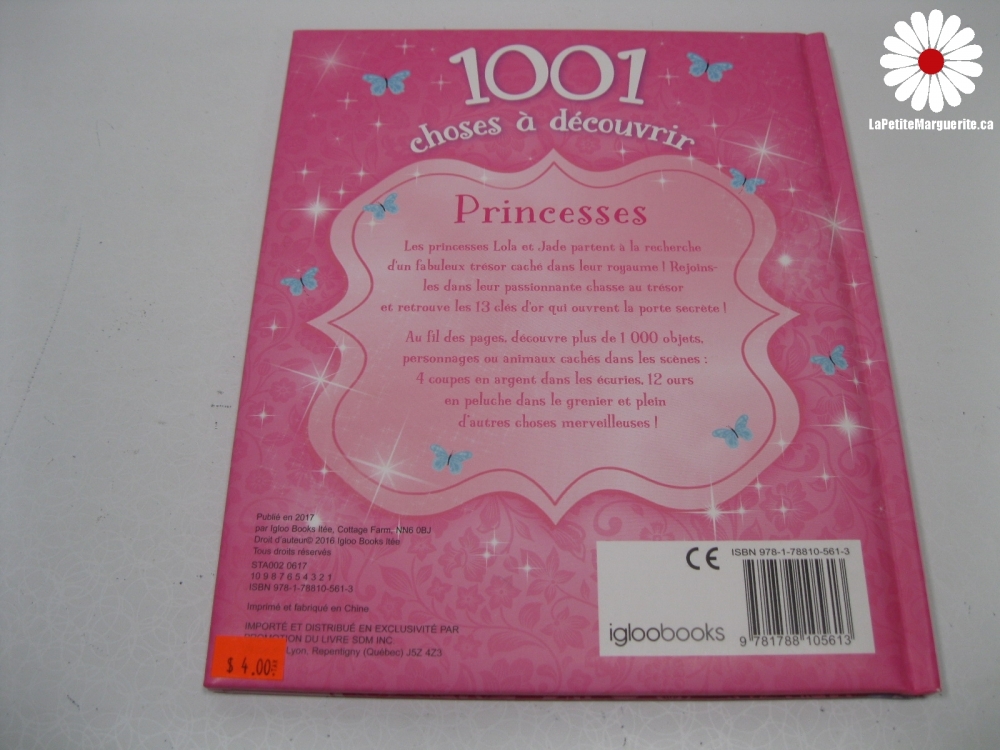 LaPetiteMarguerite.ca
1001
choses à découvrir
Princesses
Les princesses Lola et Jade partent à la recherche
d'un fabuleux trésor caché dans leur royaume ! Rejoins-
les dans leur passionnante chasse au trésor
et retrouve les 13 clés d'or qui ouvrent la porte secrète !
Au fil des pages, découvre plus de 1 000 objets,
personnages ou animaux cachés dans les scènes :
4 coupes en argent dans les écuries, 12 ours
en peluche dans le grenier et plein
d'autres choses merveilleuses !
Publié en 2017
par Igloo Books ltée, Cottage Farm, NN6 0BJ
Droit d'auteur© 2016 Igloo Books ltée
Tous droits réservés
STA002 0617
10 9 8 7 6 5 4 3 2 1
ISBN 978-1-78810-561-3
Imprimé et fabriqué en Chine
IMPORTÉ ET DISTRIBUÉ EN EXCLUSIVITÉ PAR
DU LIVRE SDM INC.
Lyon, Repentigny (Québec) J5Z 4Z3
$ 4.00
CE
ISBN 978-1-78810-561-3
igloobooks
9 781788 105613